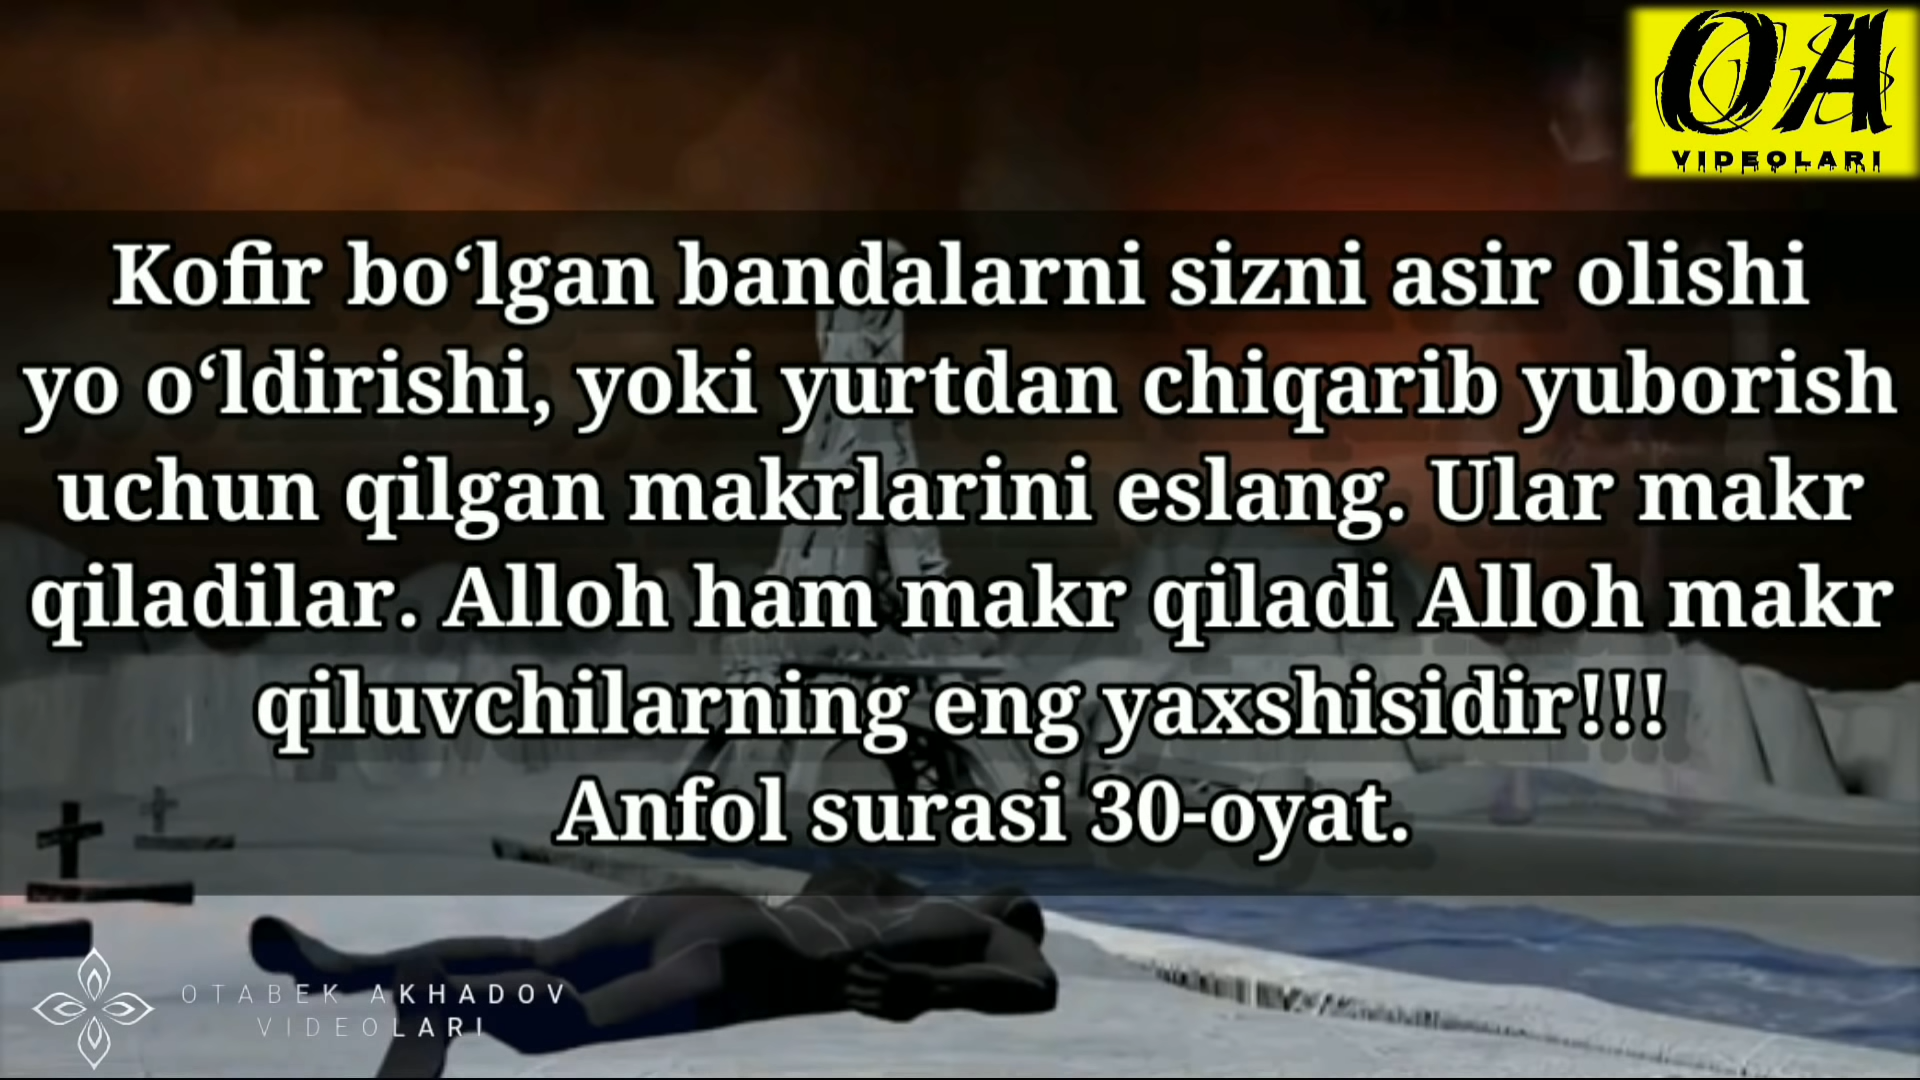 OA
VIDEOLARI
Kofir bo‘lgan bandalarni sizni asir olishi
yo o‘ldirishi, yoki yurtdan chiqarib yuborish
uchun qilgan makrlarini eslang. Ular makr
qiladilar. Alloh ham makr qiladi Alloh makr
qiluvchilarning eng yaxshisidir!!!
Anfol surasi 30-oyat.
OTABEK AKHADOV
VIDEOLARI